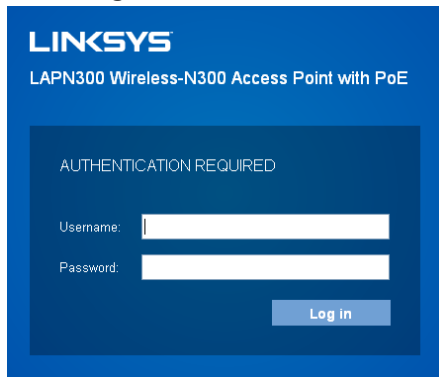 LINKSYS
LAPN300 Wireless-N300 Access Point with PoE
AUTHENTICATION REQUIRED
Username:
Password:
Log in